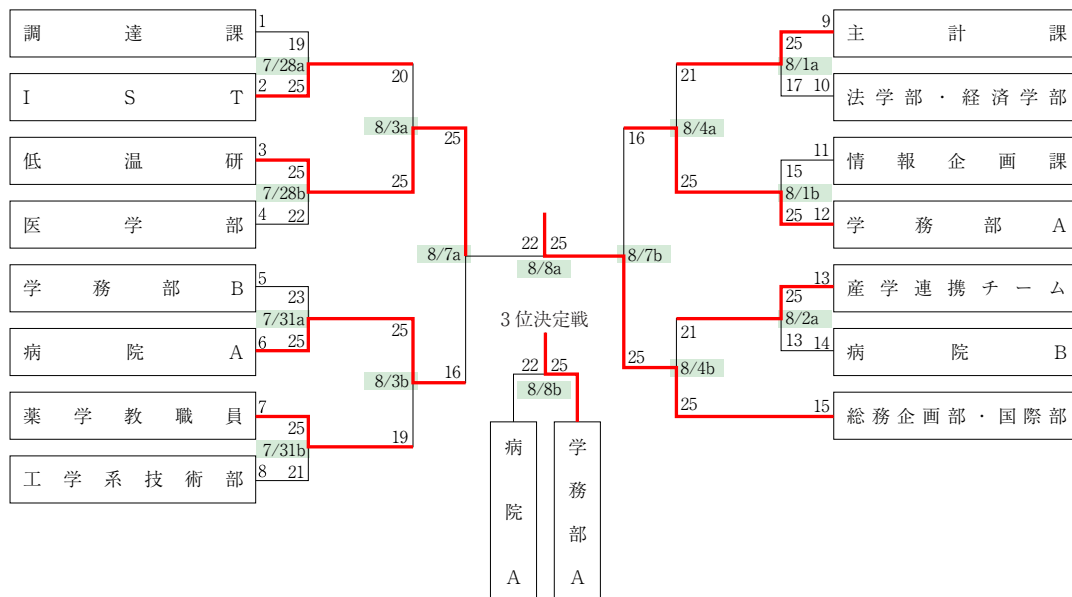 調達課
1
19
7/28a
IST
2
25
20
8/3a
25
低温研
3
25
7/28b
医学部
4
22
25
8/7a
学務部B
5
23
7/31a
病院A
6
25
25
8/3b
16
薬学教職員
7
25
7/31b
工学系技術部
8
21
19
22
25
8/8a
3位決定戦
22
25
8/8b
病院A
学務部A
9
主計課
25
8/1a
17
10
法学部・経済学部
21
8/4a
16
11
情報企画課
15
8/1b
25
12
学務部A
25
8/7b
13
産学連携チーム
25
8/2a
13
14
病院B
21
25
8/4b
25
15
総務企画部・国際部